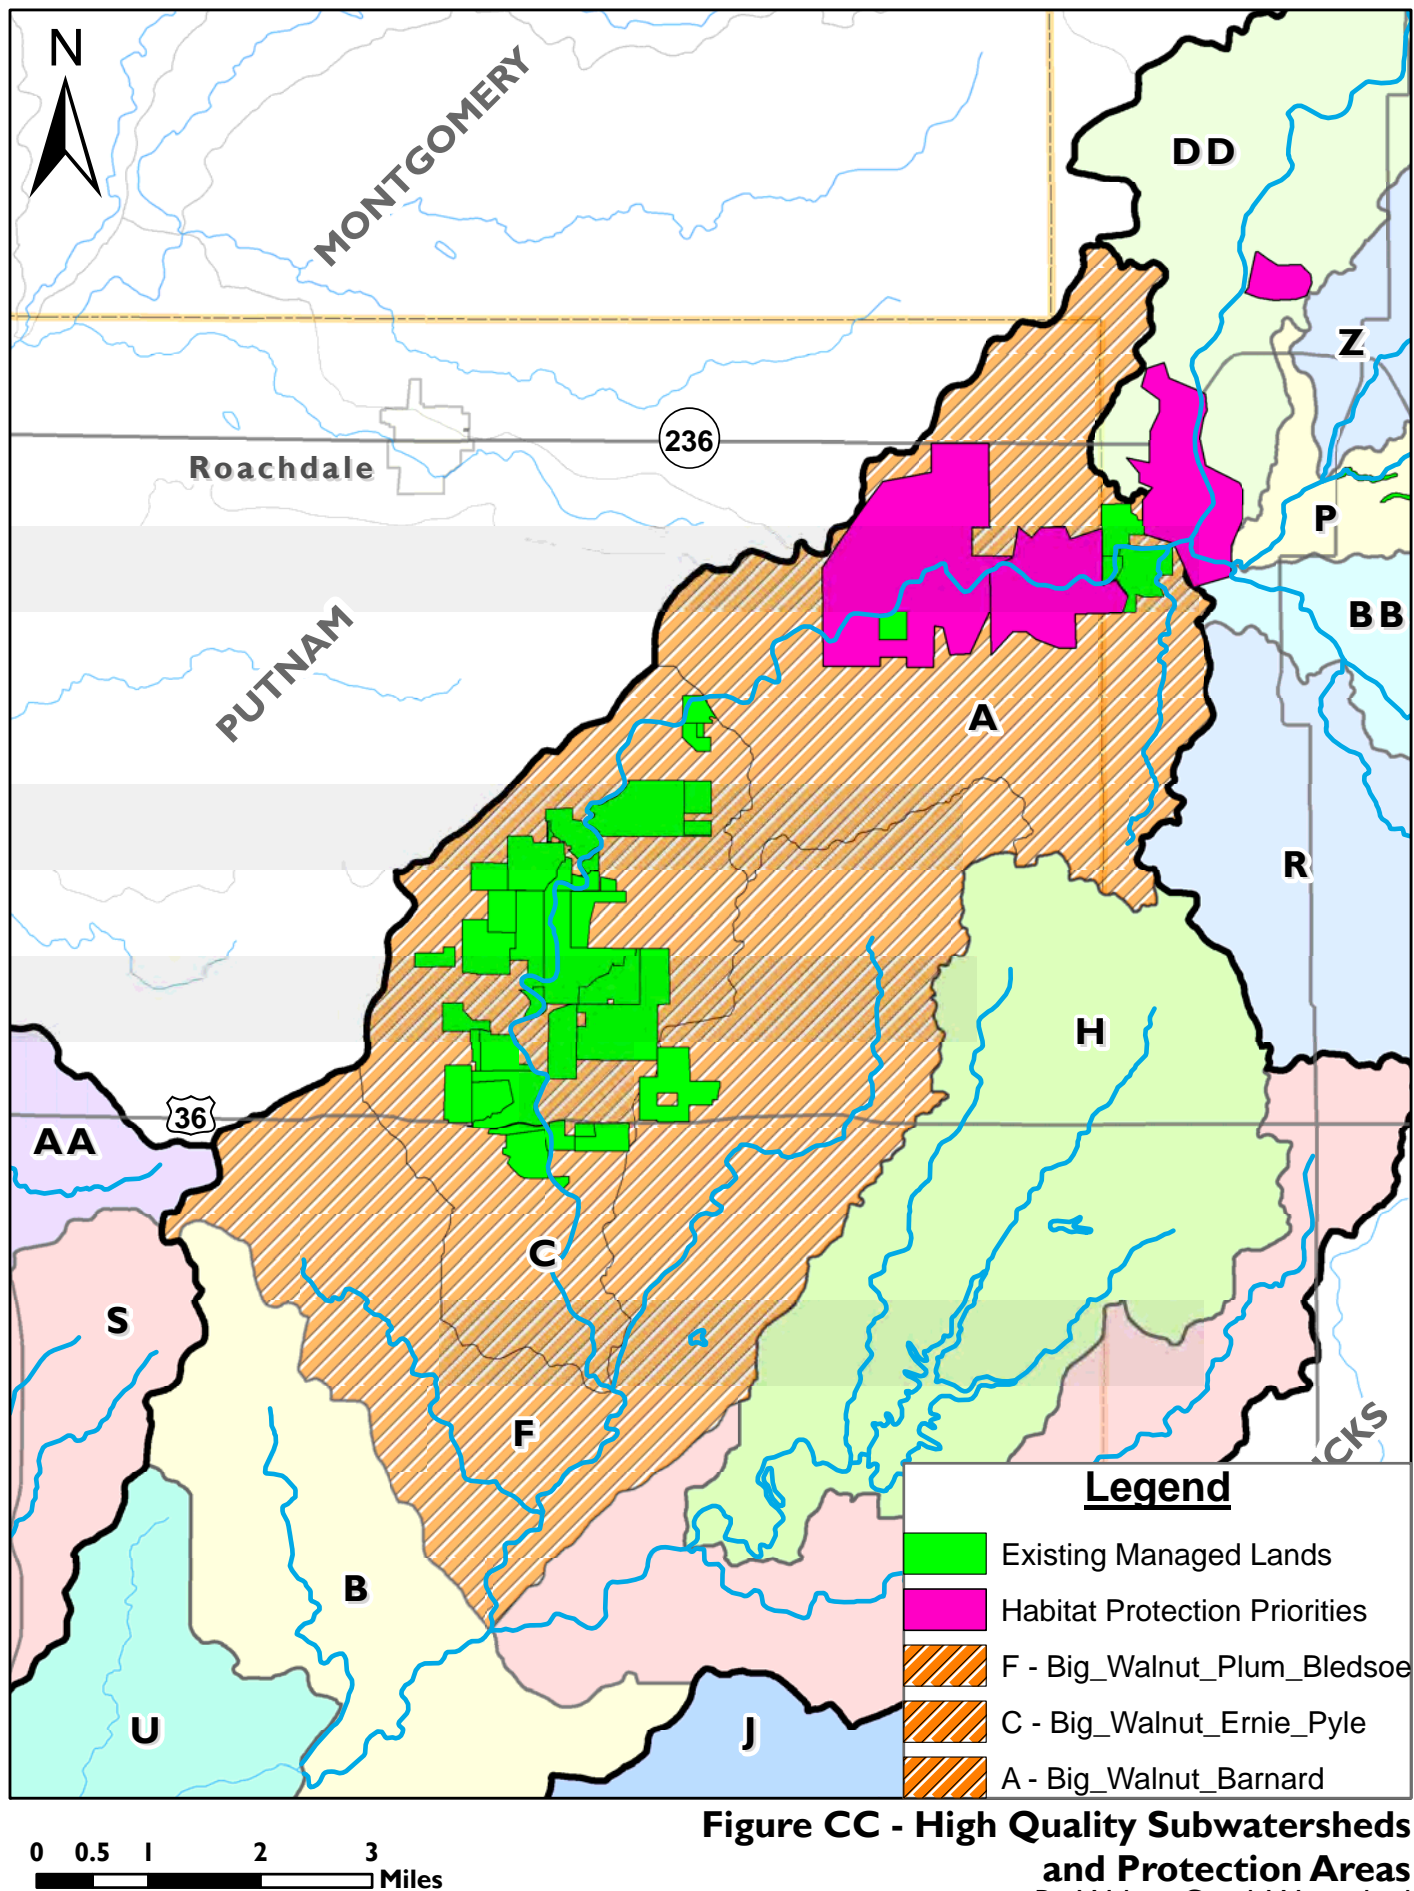 N
MONTGOMERY
DD
Z
236
Roachdale
P
BB
PUTNAM
A
R
H
36
AA
C
S
F
B
U
J
Legend
Existing Managed Lands
Habitat Protection Priorities
F - Big_Walnut_Plum_Bledsoe
C - Big_Walnut_Ernie_Pyle
A - Big_Walnut_Barnard
Figure CC - High Quality Subwatersheds
and Protection Areas
0 0.5 1 2 3
Miles